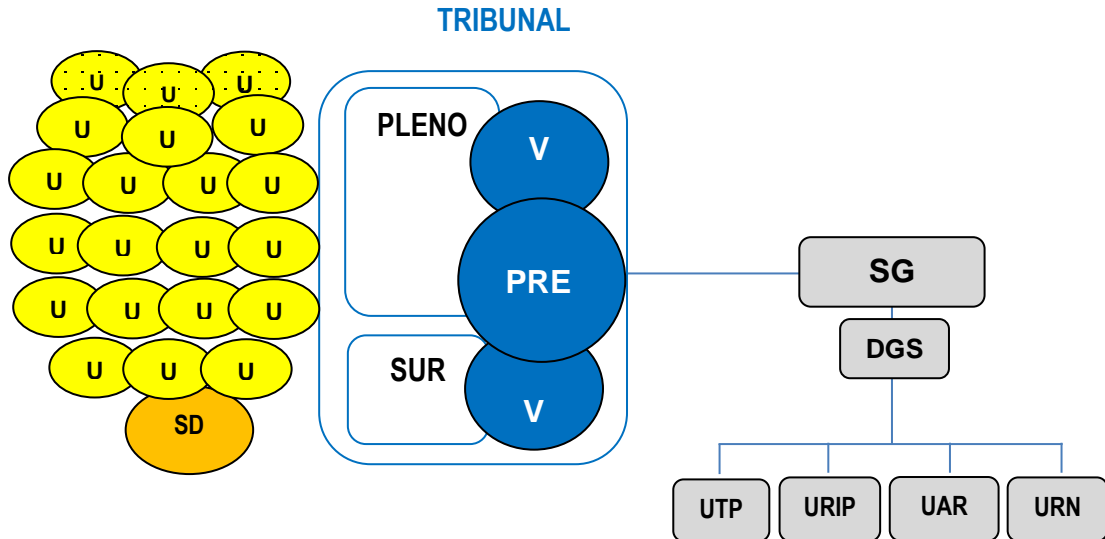 TRIBUNAL
U U U
U U U
U U U U
U U U U
U U U U
U U U
SD
PLENO
V
PRE
SUR
V
SG
DGS
UTP URIP UAR URN